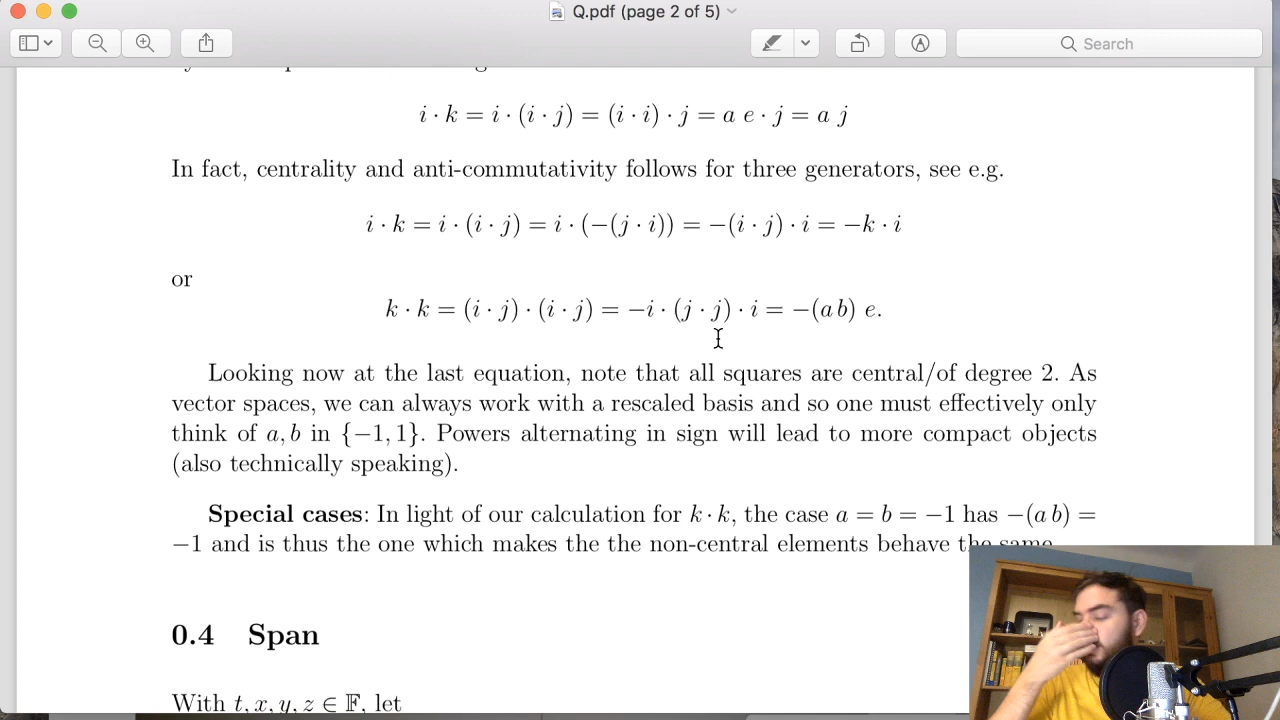 Q.pdf (page 2 of 5)
Search
i · k = i · (i · j) = (i · i) · j = a e · j = a j
In fact, centrality and anti-commutativity follows for three generators, see e.g.
i · k = i · (i · j) = i · (−(j · i)) = −(i · j) · i = −k · i
or
k · k = (i · j) · (i · j) = −i · (j · j) · i = −(a b) e.
Looking now at the last equation, note that all squares are central/of degree 2. As
vector spaces, we can always work with a rescaled basis and so one must effectively only
think of a, b in {−1, 1}. Powers alternating in sign will lead to more compact objects
(also technically speaking).
Special cases: In light of our calculation for k · k, the case a = b = −1 has −(a b) =
−1 and is thus the one which makes the the non-central elements behave the same
0.4 Span
With t, x, y, z ∈ 𝔽, let